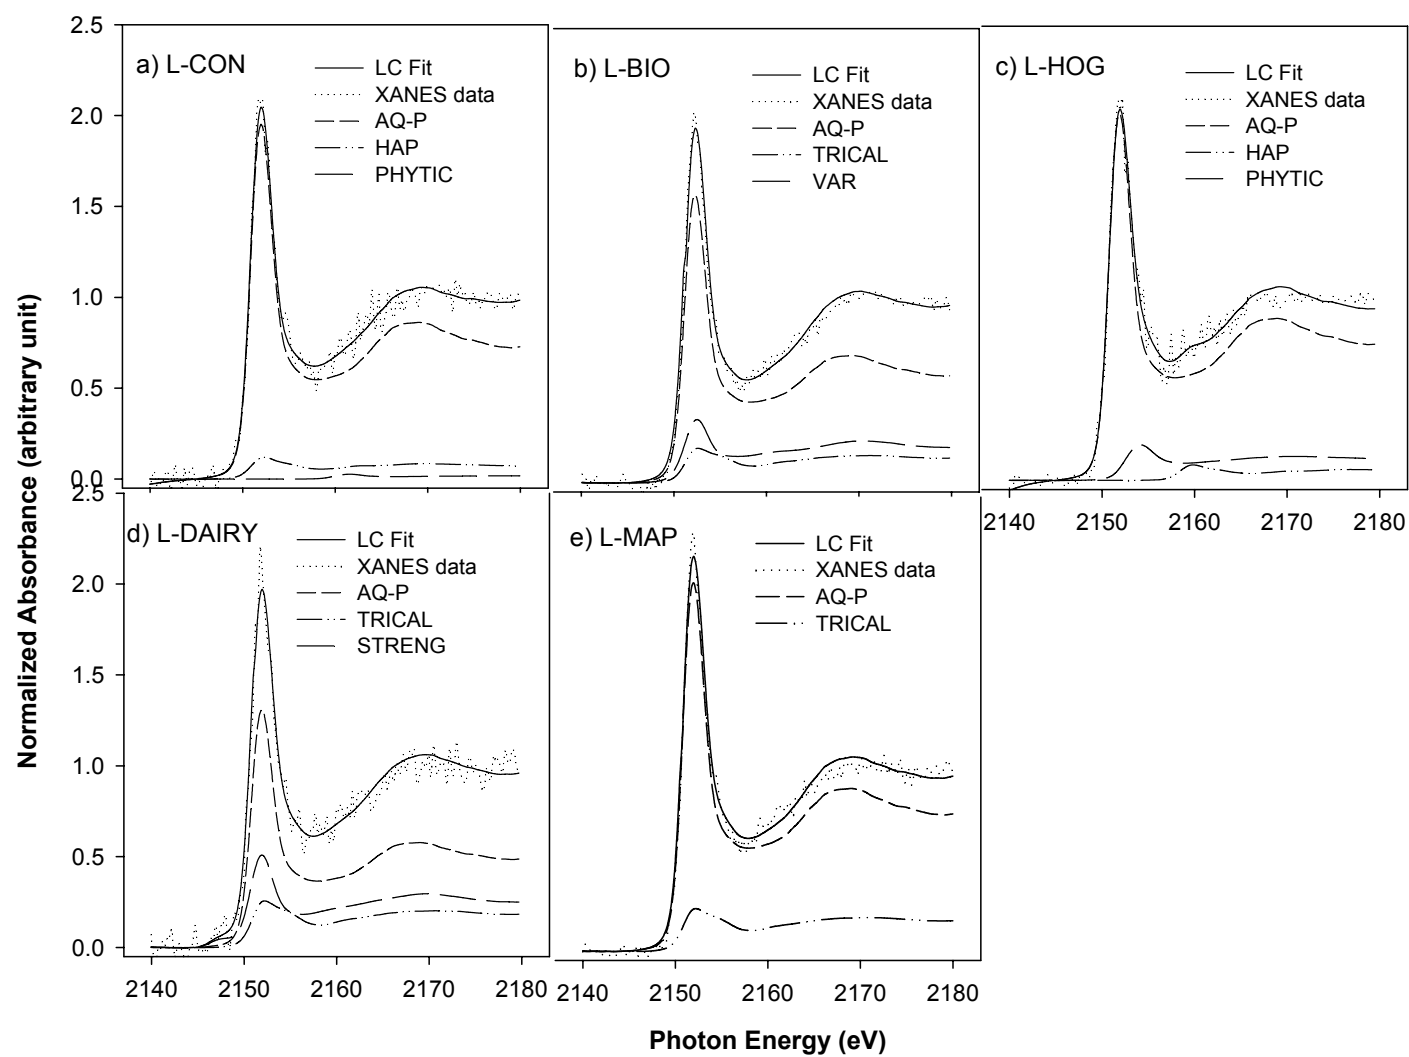 2.5
2.0
1.5
1.0
0.5
0.0
a) L-CON
LC Fit
XANES data
AQ-P
HAP
PHYTIC
b) L-BIO
LC Fit
XANES data
AQ-P
TRICAL
VAR
c) L-HOG
LC Fit
XANES data
AQ-P
HAP
PHYTIC
2140 2150 2160 2170 2180
Normalized Absorbance (arbitrary unit)
2.5
2.0
1.5
1.0
0.5
0.0
d) L-DAIRY
LC Fit
XANES data
AQ-P
TRICAL
STRENG
2140 2150 2160 2170 2180
e) L-MAP
LC Fit
XANES data
AQ-P
TRICAL
2140 2150 2160 2170 2180
Photon Energy (eV)